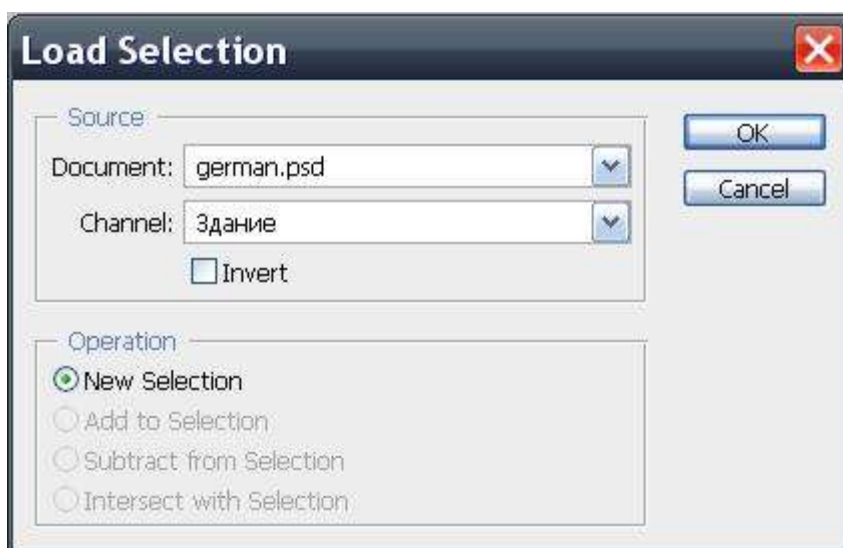 Load Selection
Source
Document: german.psd
Channel: Здание
Invert
OK
Cancel
Operation
New Selection
Add to Selection
Subtract from Selection
Intersect with Selection